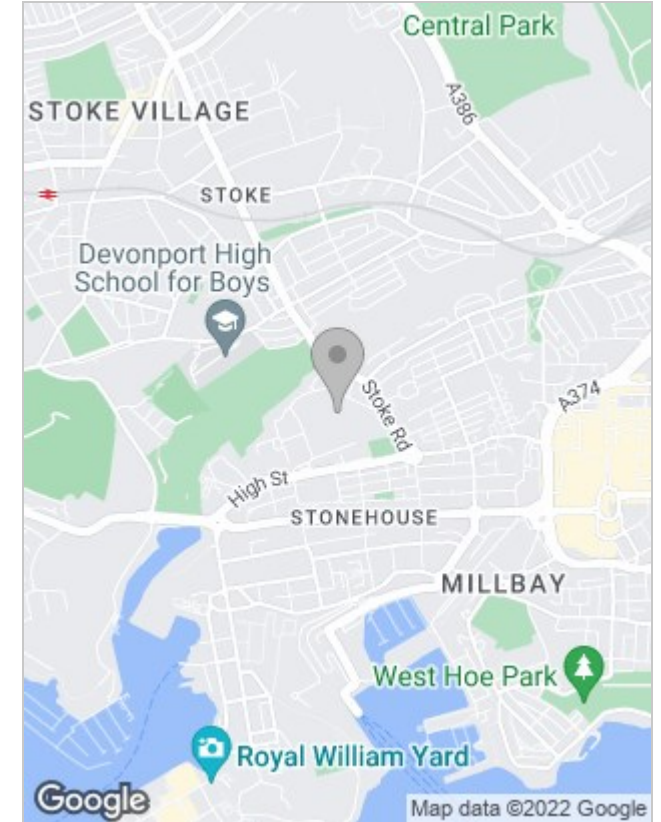 Central Park
A386
STOKE VILLAGE
STOKE
Devonport High
School for Boys
Stoke Rd
A374
High St
STONEHOUSE
MILLBAY
West Hoe Park
Royal William Yard
Google
Map data ©2022 Google